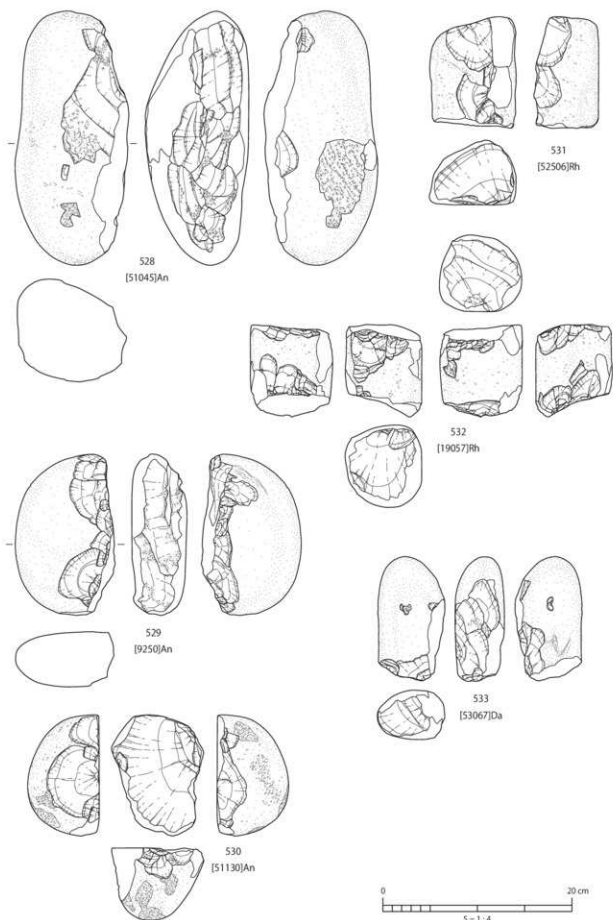 528
[51045]An
531
[52506]Rh
532
[19057]Rh
529
[9250]An
533
[53067]Da
530
[51130]An
0 20 cm
S = 1 : 4